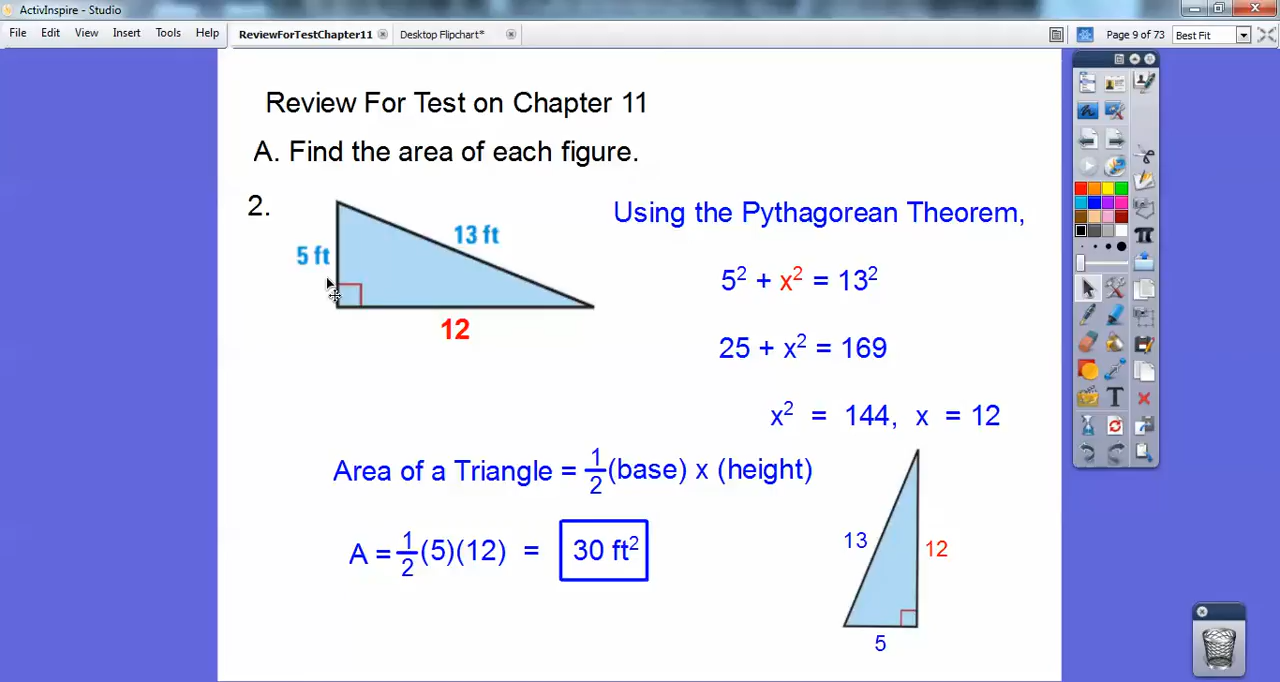 ActivInspire - Studio
File Edit View Insert Tools Help ReviewForTestChapter11 Desktop Flipchart* Page 9 of 73 Best Fit
Review For Test on Chapter 11
A. Find the area of each figure.
2.
5 ft
13 ft
12
Using the Pythagorean Theorem,
5² + x² = 13²
25 + x² = 169
x² = 144, x = 12
Area of a Triangle = 1/2 (base) x (height)
A = 1/2 (5)(12) = 30 ft²
13
12
5